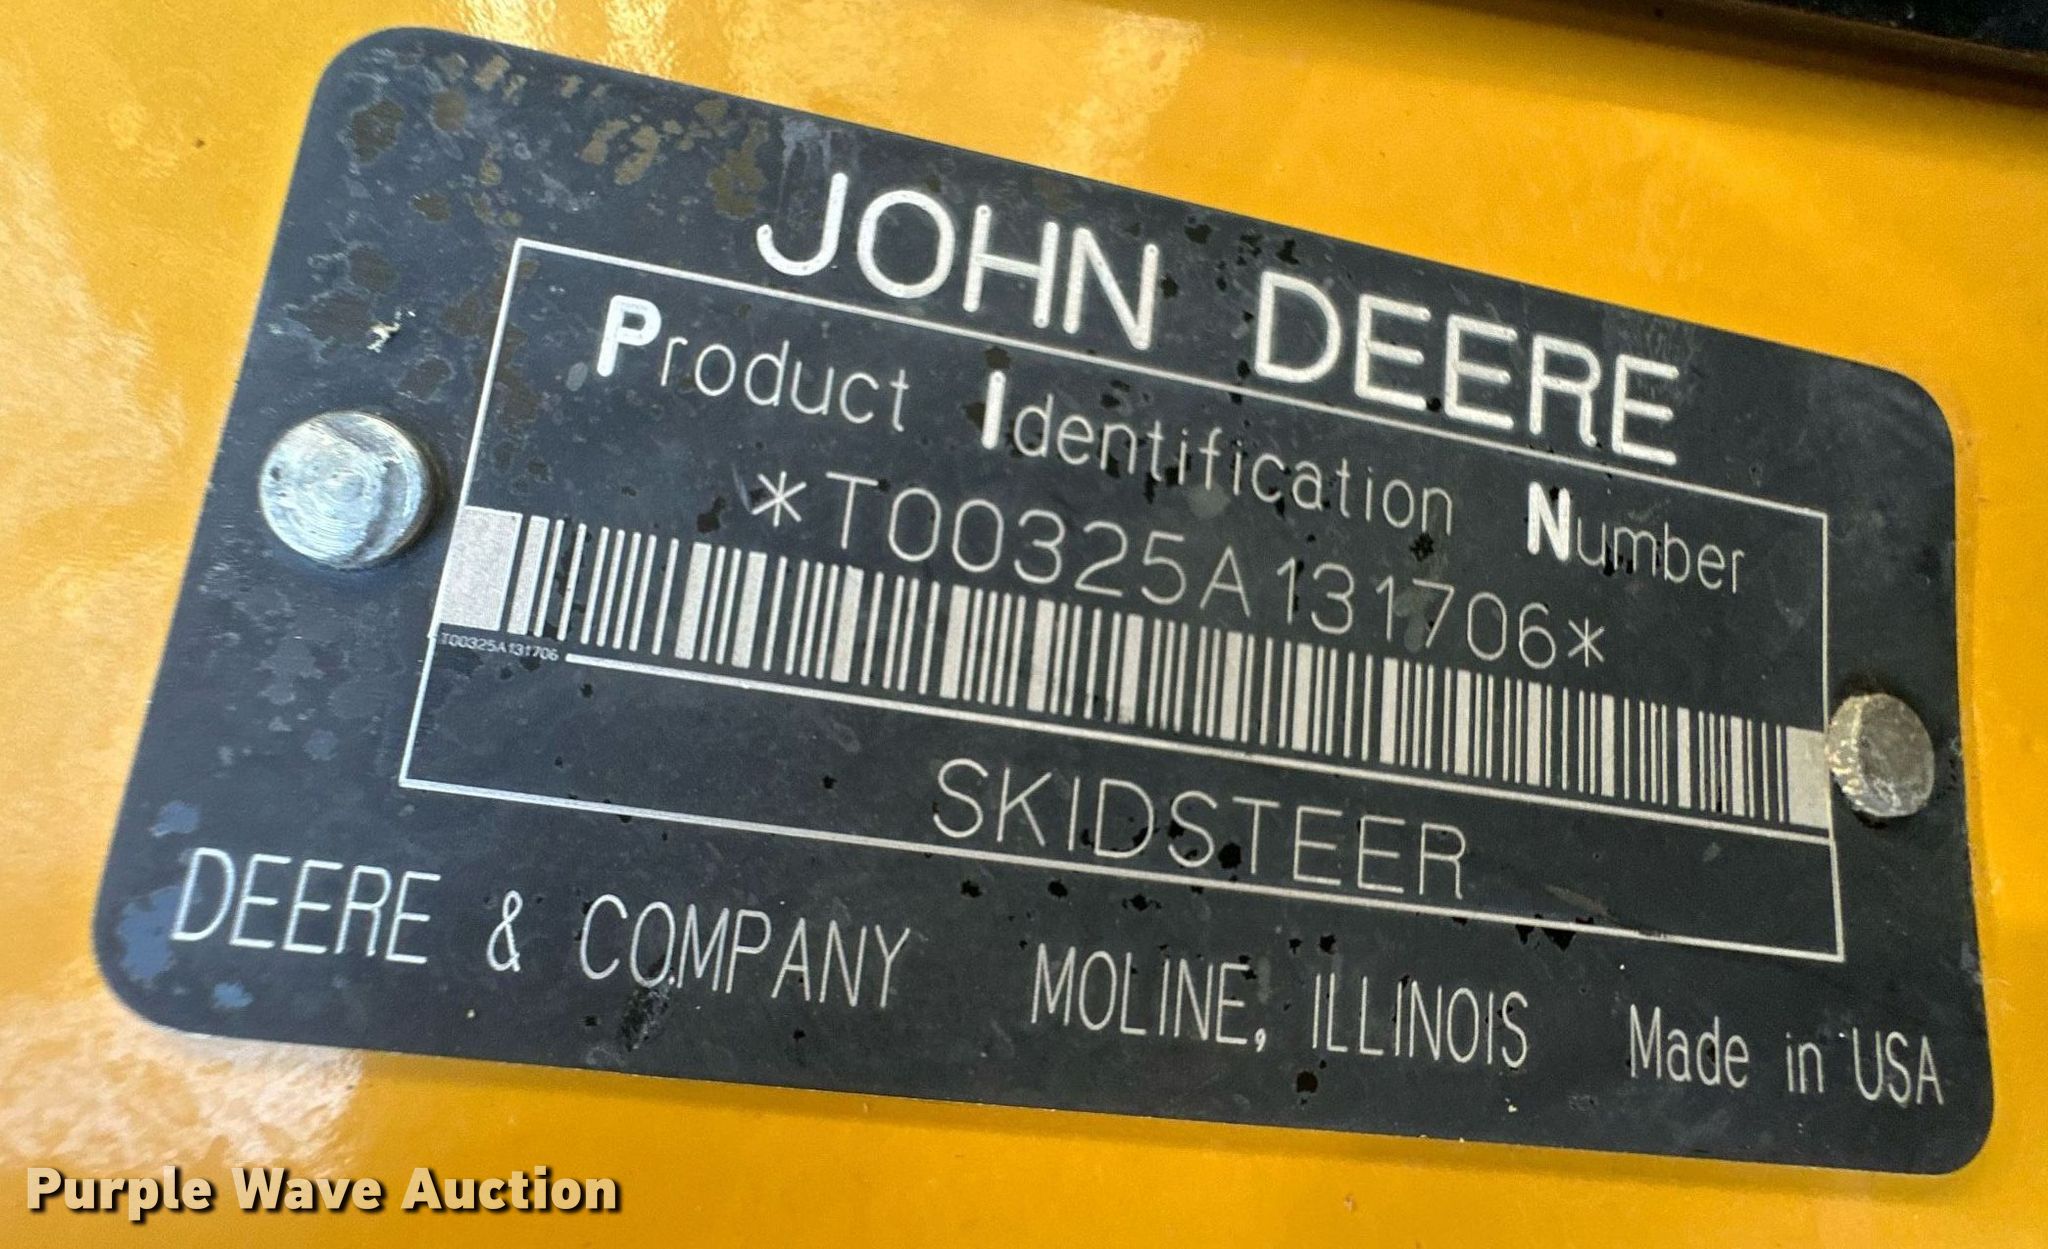 JOHN DEERE
Product Identification Number
*T00325A131706*
T00325A131706
SKIDSTEER
DEERE & COMPANY MOLINE, ILLINOIS Made in USA
Purple Wave Auction